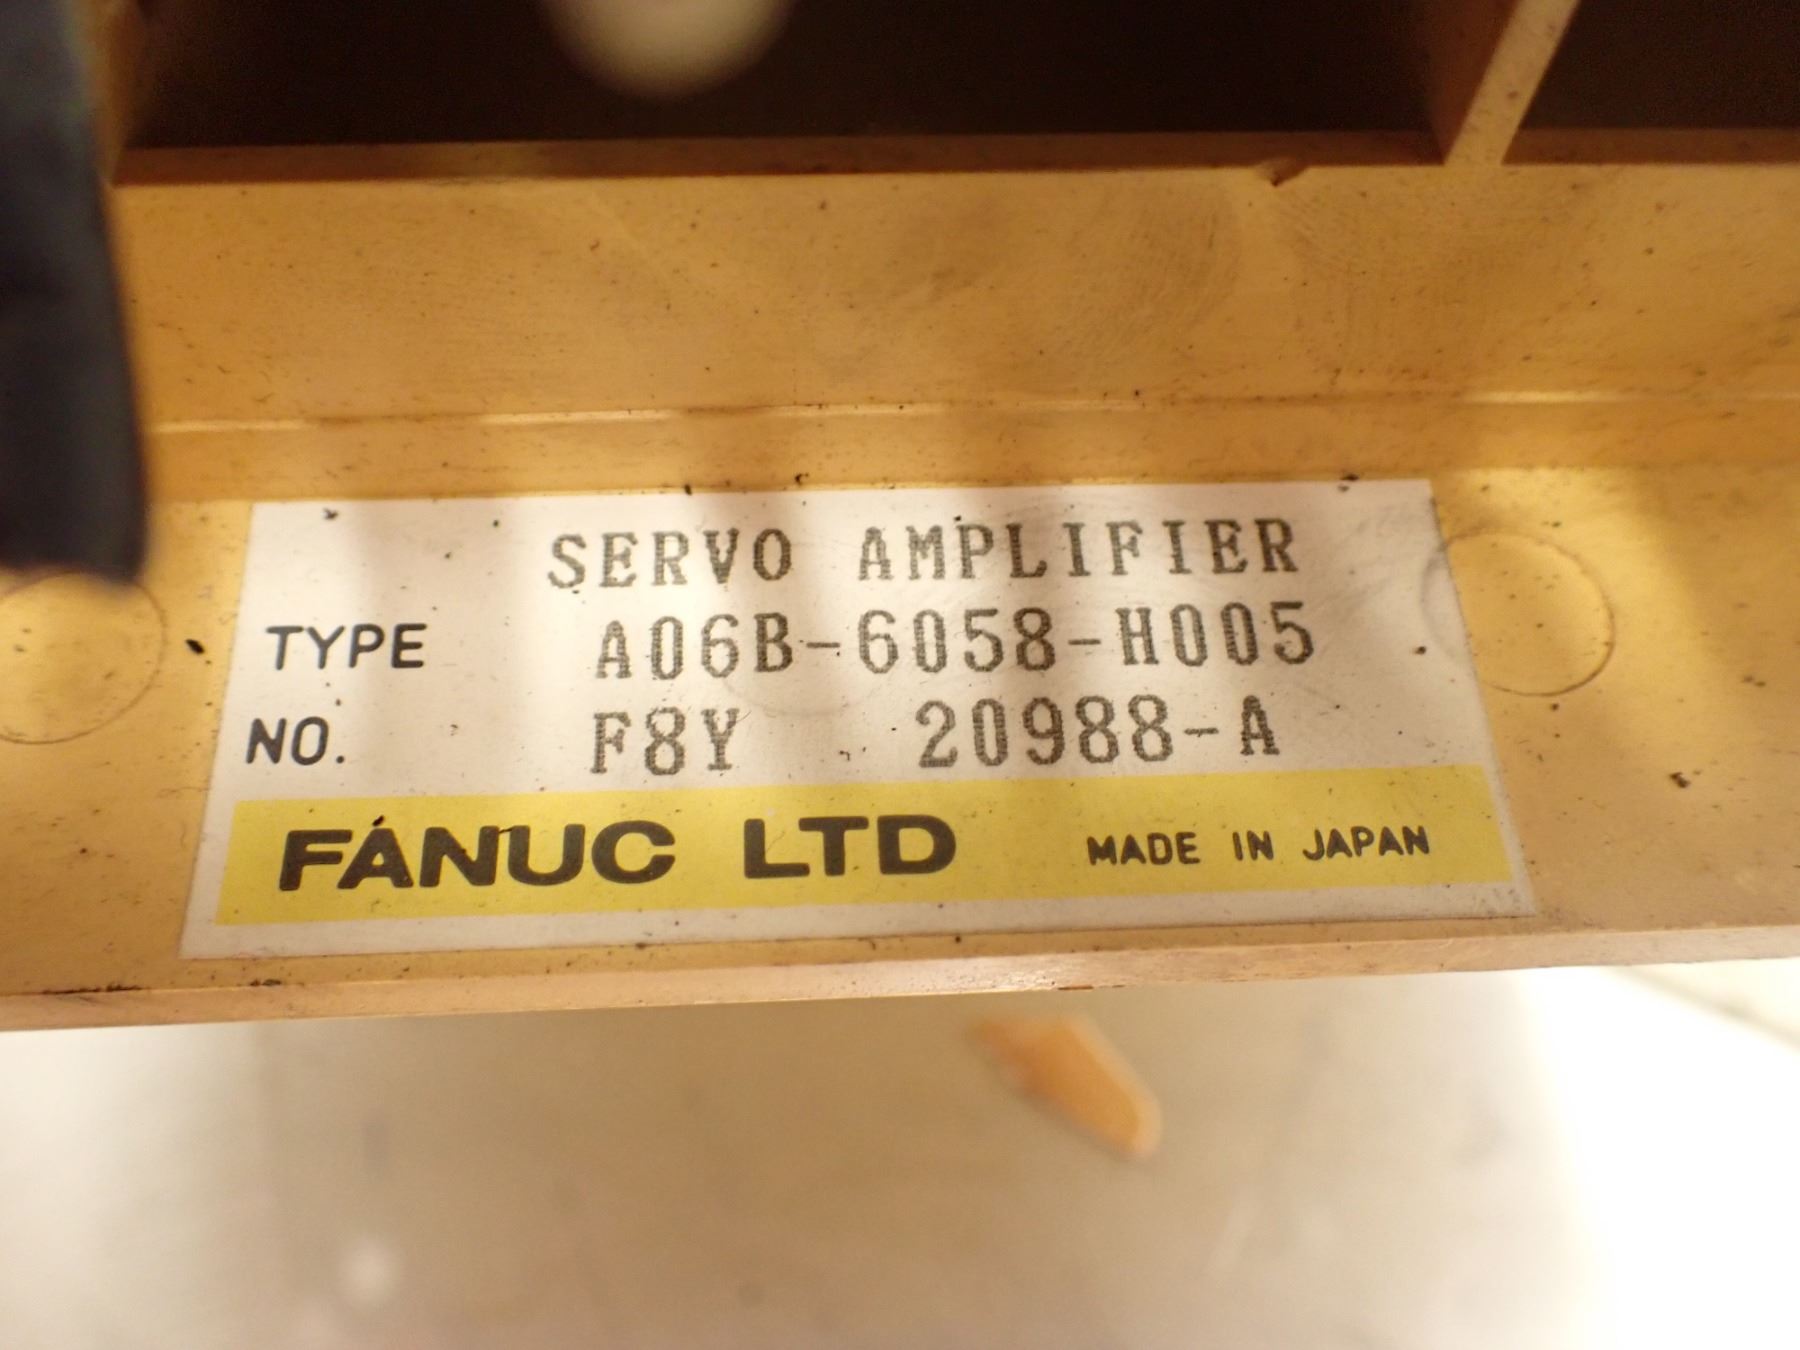 SERVO AMPLIFIER
TYPE A06B-6058-H005
NO. F8Y 20988-A
FANUC LTD MADE IN JAPAN